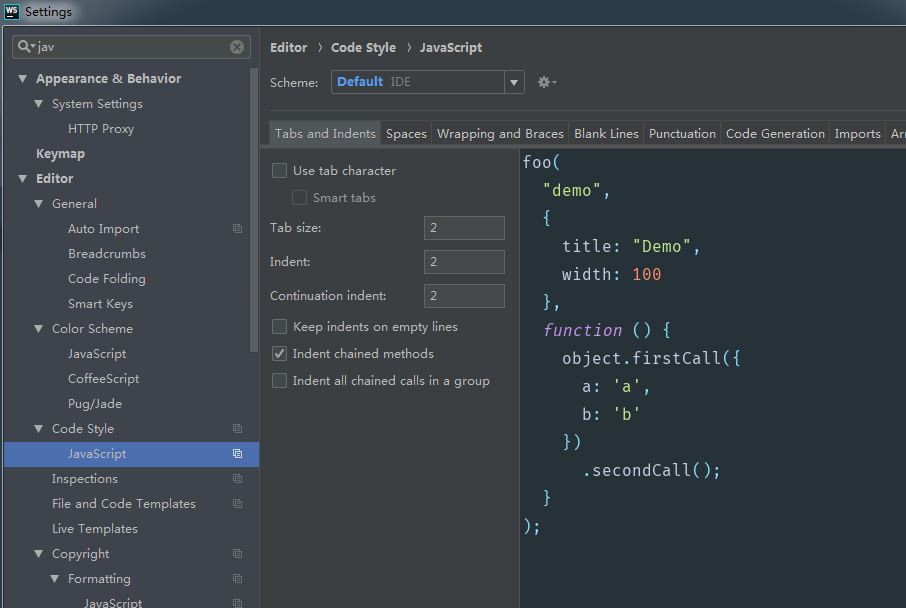 WS Settings
jav
Appearance & Behavior
System Settings
HTTP Proxy
Keymap
Editor
General
Auto Import
Breadcrumbs
Code Folding
Smart Keys
Color Scheme
JavaScript
CoffeeScript
Pug/Jade
Code Style
JavaScript
Inspections
File and Code Templates
Live Templates
Copyright
Formatting
JavaScript
Editor › Code Style › JavaScript
Scheme: Default IDE
Tabs and Indents Spaces Wrapping and Braces Blank Lines Punctuation Code Generation Imports Arr
Use tab character
Smart tabs
Tab size: 2
Indent: 2
Continuation indent: 2
Keep indents on empty lines
Indent chained methods
Indent all chained calls in a group
foo(
"demo",
{
title: "Demo",
width: 100
},
function () {
object.firstCall({
a: 'a',
b: 'b'
})
.secondCall();
}
);